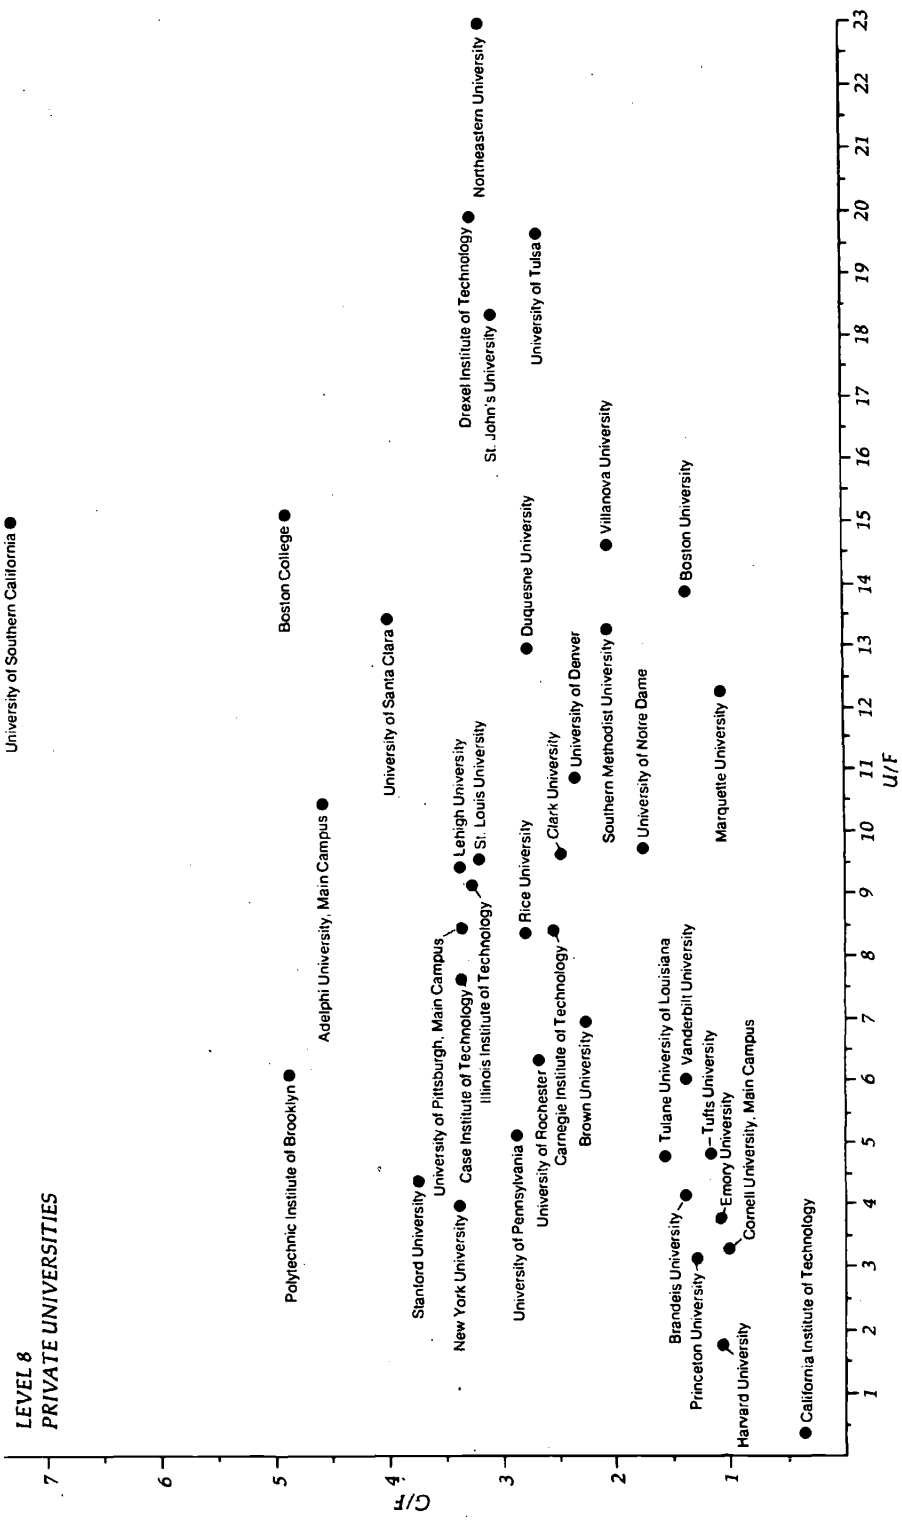 LEVEL 8
PRIVATE UNIVERSITIES
G/F
7
6
5
4
3
2
1
U/F
1
2
3
4
5
6
7
8
9
10
11
12
13
14
15
16
17
18
19
20
21
22
23
University of Southern California
Polytechnic Institute of Brooklyn
Boston College
Adelphi University, Main Campus
University of Santa Clara
Stanford University
New York University
University of Pittsburgh, Main Campus
Case Institute of Technology
Illinois Institute of Technology
Lehigh University
St. Louis University
Drexel Institute of Technology
Northeastern University
St. John's University
University of Tulsa
University of Pennsylvania
University of Rochester
Carnegie Institute of Technology
Brown University
Rice University
Clark University
Duquesne University
University of Denver
Southern Methodist University
Villanova University
University of Notre Dame
Tulane University of Louisiana
Vanderbilt University
Boston University
Brandeis University
Princeton University
Tufts University
Emory University
Cornell University, Main Campus
Marquette University
Harvard University
California Institute of Technology